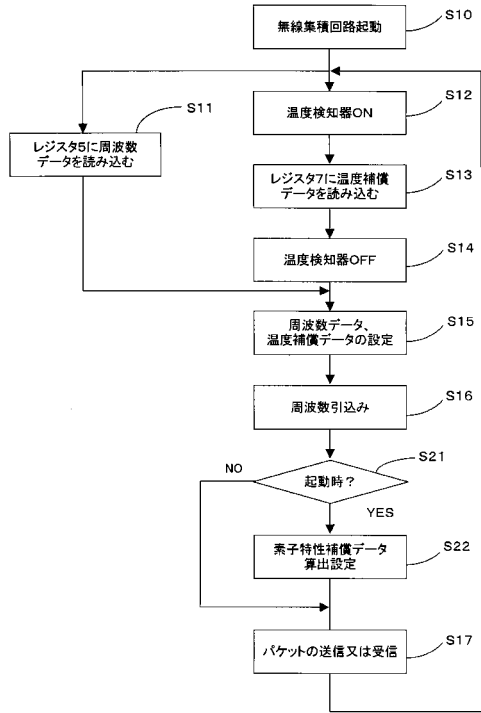 無線集積回路起動
S10
S11
レジスタ5に周波数
データを読み込む
温度検知器ON
S12
レジスタ7に温度補償
データを読み込む
S13
温度検知器OFF
S14
周波数データ、
温度補償データの設定
S15
周波数引込み
S16
起動時？
S21
NO
YES
素子特性補償データ
算出設定
S22
パケットの送信又は受信
S17